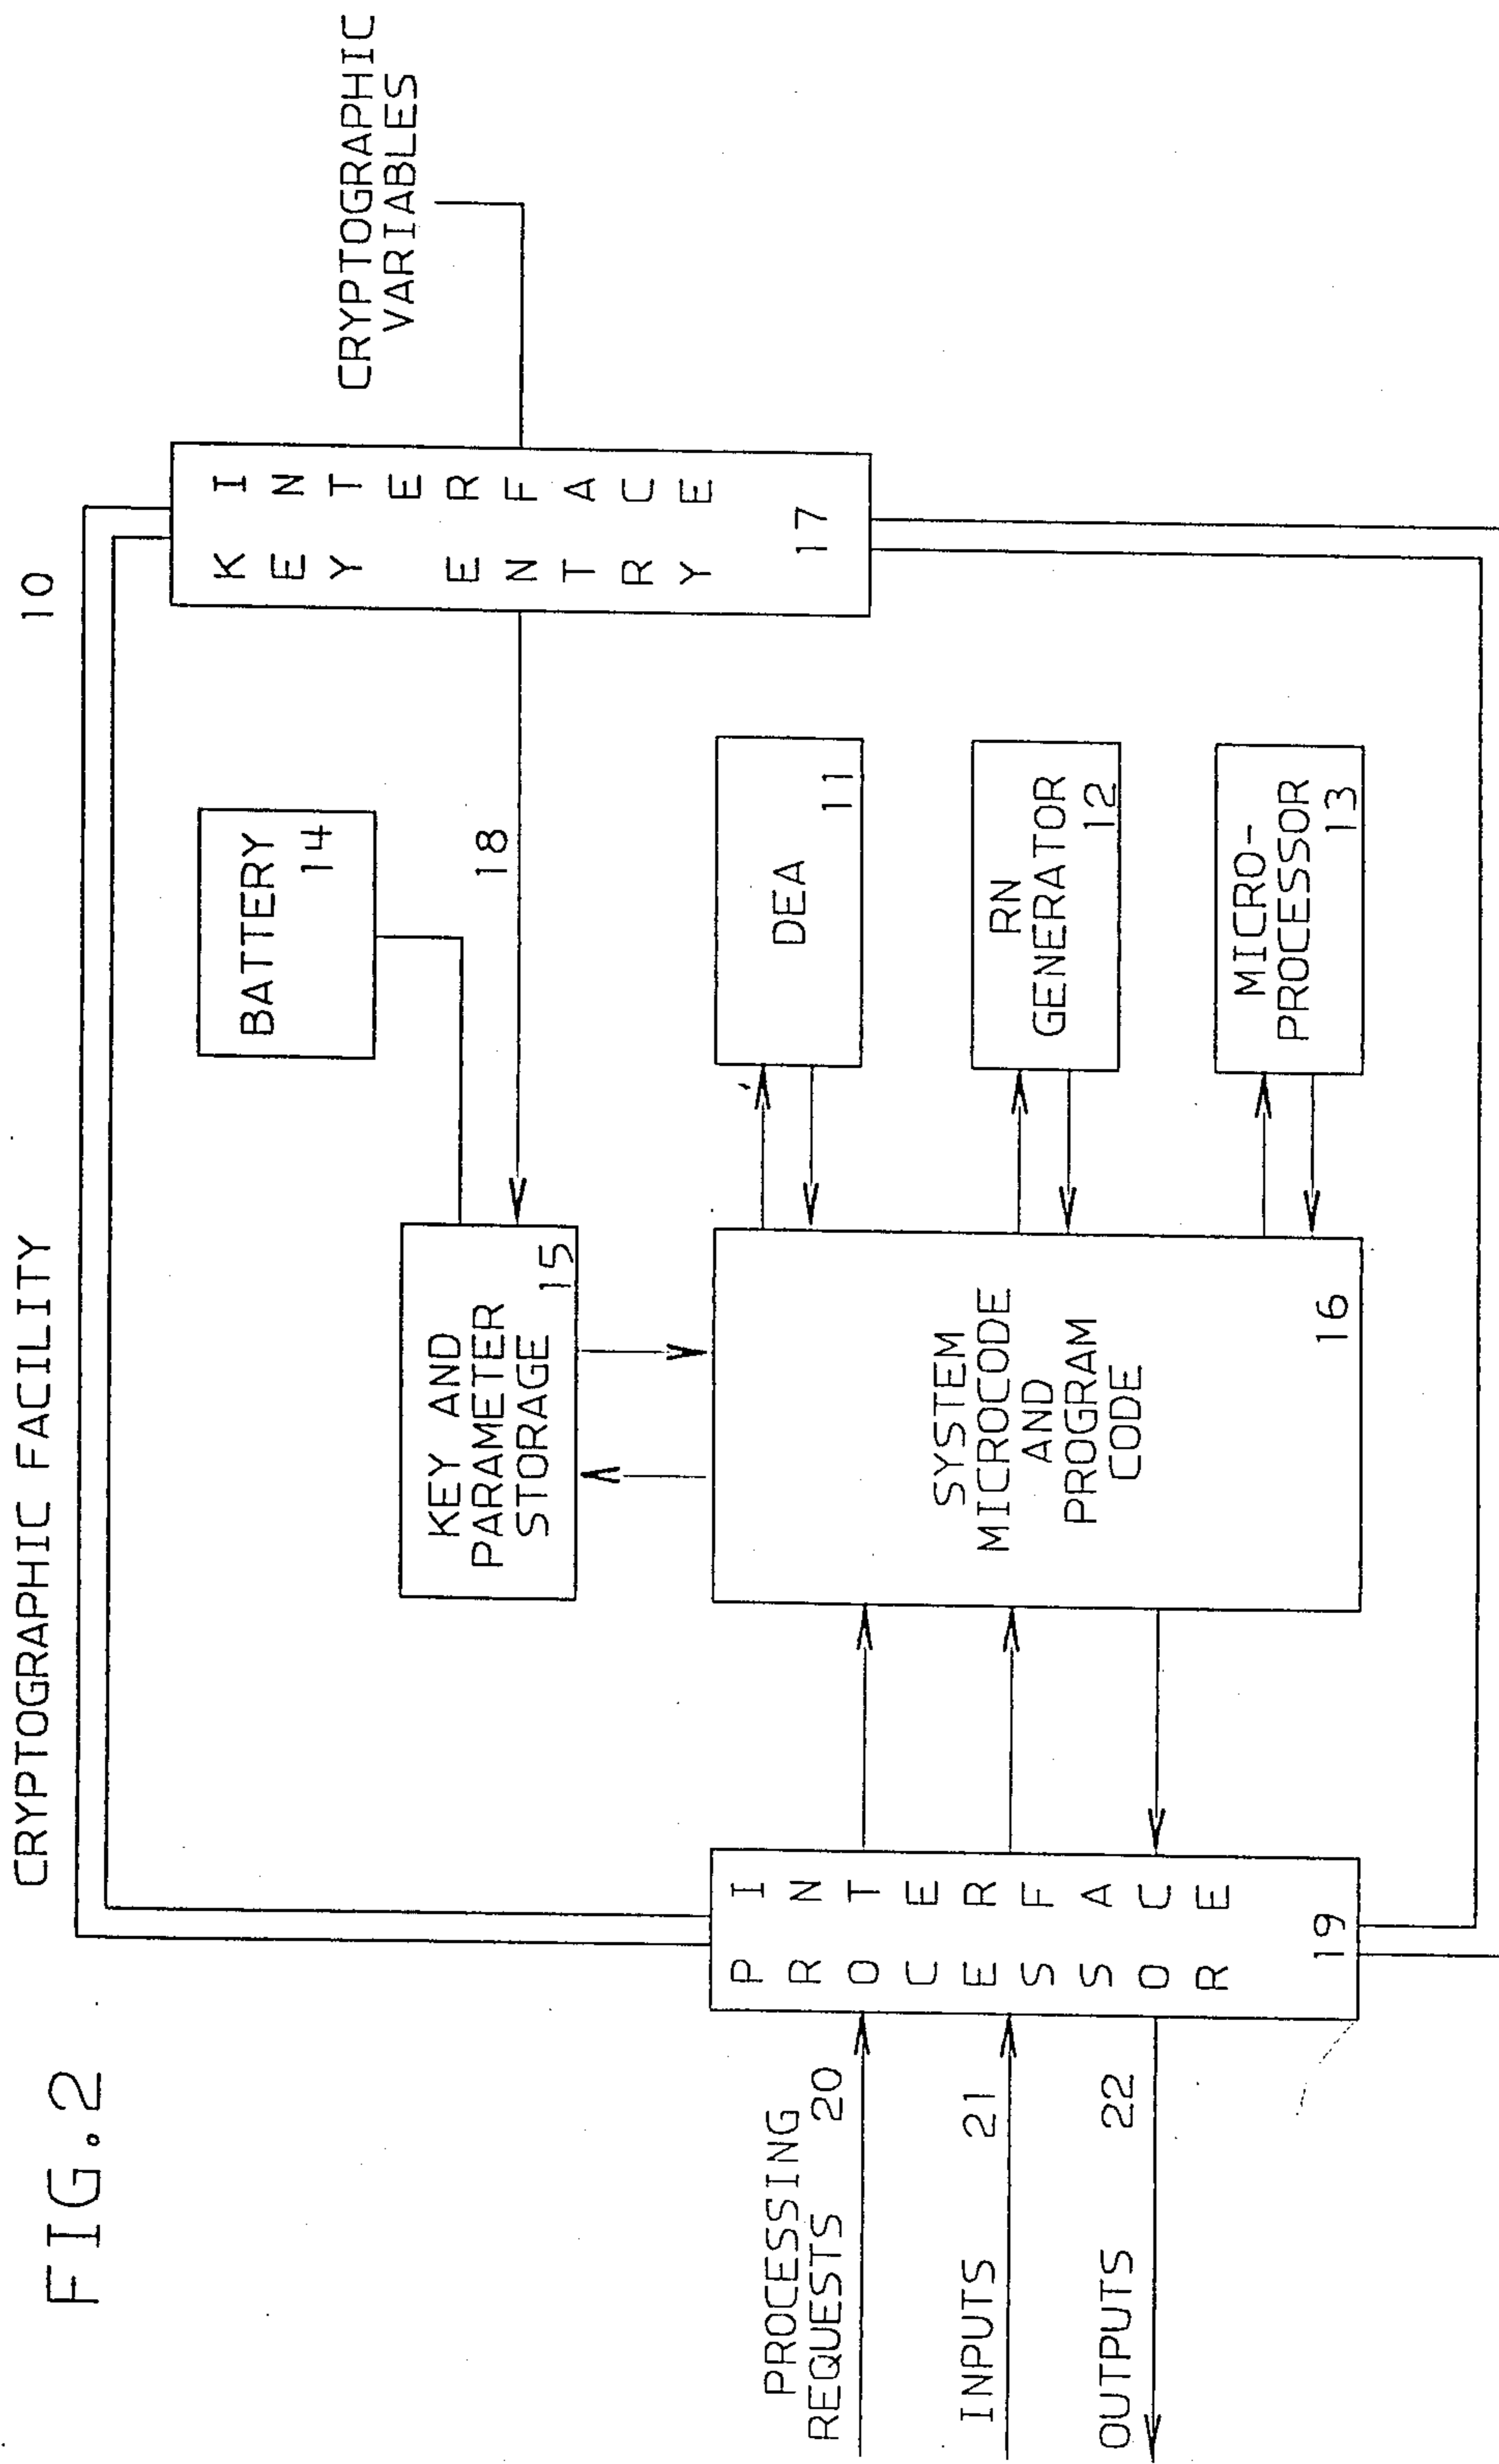 FIG.2
CRYPTOGRAPHIC FACILITY
10
CRYPTOGRAPHIC
VARIABLES
KEY ENTRY
INTERFACE
17
BATTERY
14
18
KEY AND
PARAMETER
STORAGE
15
DEA
11
RN
GENERATOR
12
MICRO-
PROCESSOR
13
SYSTEM
MICROCODE
AND
PROGRAM
CODE
16
PROCESSOR
INTERFACE
19
PROCESSING
REQUESTS 20
INPUTS 21
OUTPUTS 22